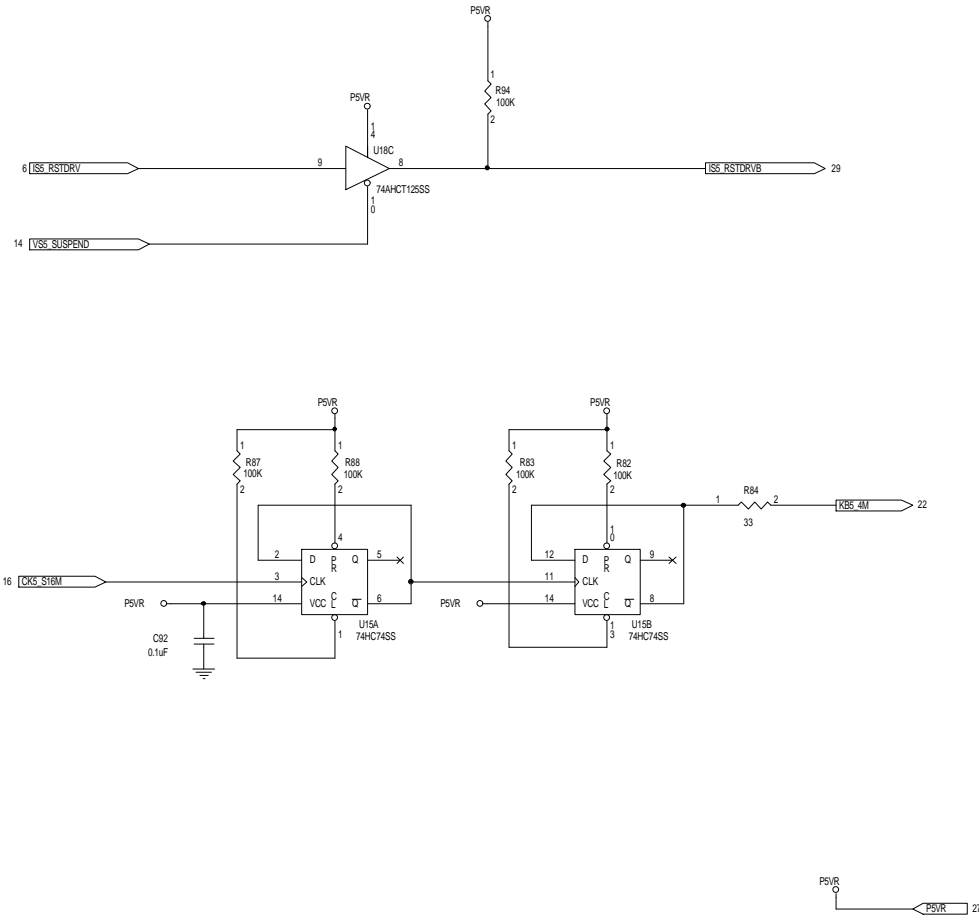 P5VR
1
R94
100K
2
P5VR
1
4
U18C
6 IS5_RSTDRV 9 8 IS5_RSTDRVB 29
74AHCT125SS
1
0
14 VS5_SUSPEND
P5VR P5VR
1 1 1 1
R87 R88 R83 R82
100K 100K 100K 100K
2 2 2 2
R84
1 2 KB5_4M 22
33
4 1
0
2 D P Q 5 12 D P Q 9
R R
16 CK5_S16M 3 CLK 11 CLK
P5VR 14 VCC C Q 6 P5VR 14 VCC C Q 8
L L
U15A U15B
1 74HC74SS 1
3 74HC74SS
C92
0.1uF
P5VR
P5VR 27